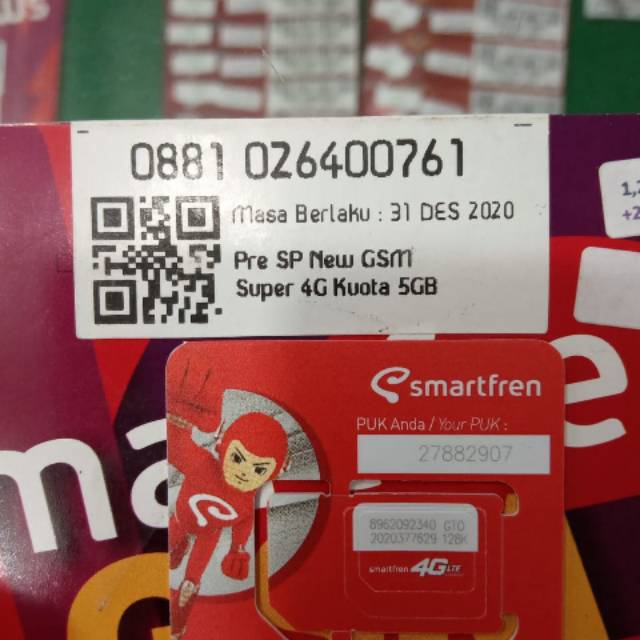 0881 026400761
Masa Berlaku : 31 DES 2020
Pre SP New GSM
Super 4G Kuota 5GB
smartfren
PUK Anda / Your PUK :
27882907
8962092340 GTO
2020377629 128K
smartfren 4G LTE
ma